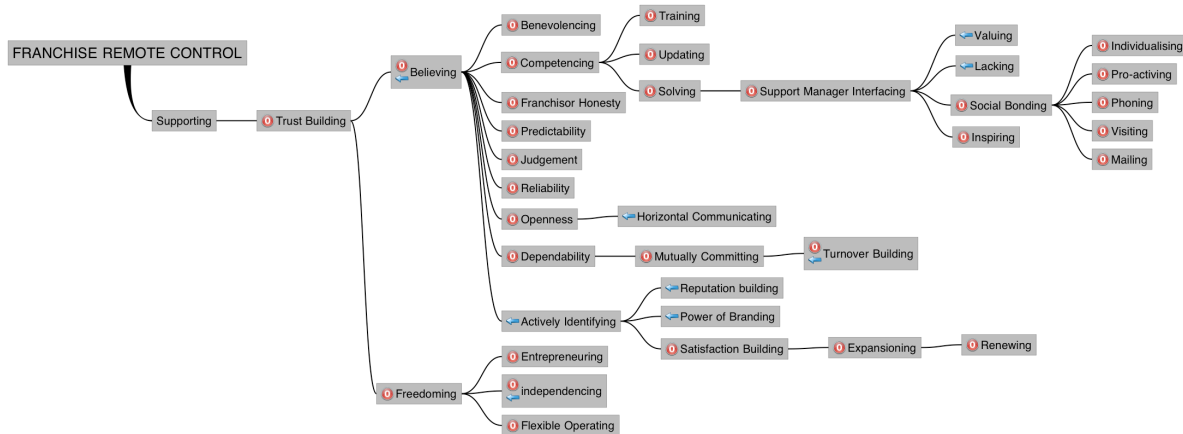 FRANCHISE REMOTE CONTROL
Supporting
Trust Building
Believing
Benevolencing
Competencing
Training
Updating
Solving
Support Manager Interfacing
Valuing
Lacking
Social Bonding
Individualising
Pro-activing
Phoning
Visiting
Mailing
Inspiring
Franchisor Honesty
Predictability
Judgement
Reliability
Openness
Horizontal Communicating
Dependability
Mutually Committing
Turnover Building
Actively Identifying
Reputation building
Power of Branding
Satisfaction Building
Expansioning
Renewing
Freedoming
Entrepreneuring
independencing
Flexible Operating